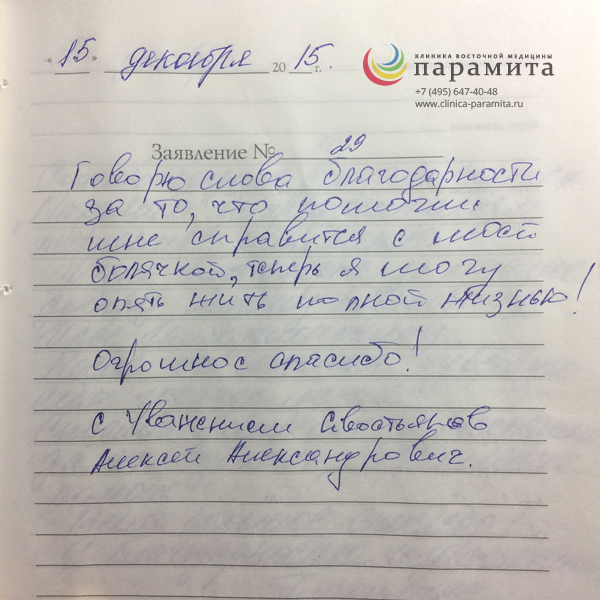 «15» декабря 2015г.
КЛИНИКА ВОСТОЧНОЙ МЕДИЦИНЫ
ПАРАМИТА
+7 (495) 647-40-48
www.clinica-paramita.ru
Заявление № 29
Говорю слова благодарности
за то, что помогли
мне справится с моей
болячкой, теперь я могу
опять жить полной жизнью!
Огромное спасибо!
С Уважением Севостьянов
Алексей Александрович.